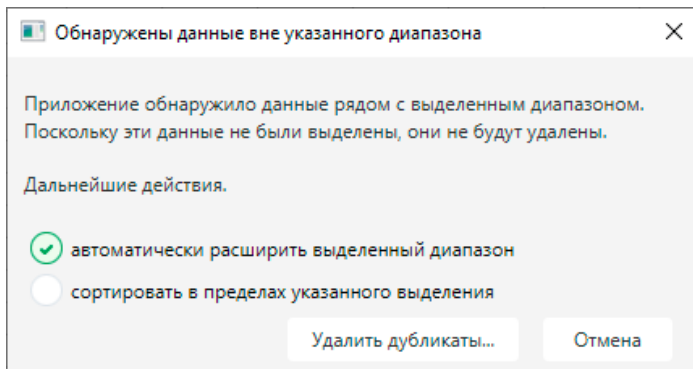 Обнаружены данные вне указанного диапазона
Приложение обнаружило данные рядом с выделенным диапазоном.
Поскольку эти данные не были выделены, они не будут удалены.
Дальнейшие действия.
автоматически расширить выделенный диапазон
сортировать в пределах указанного выделения
Удалить дубликаты... Отмена